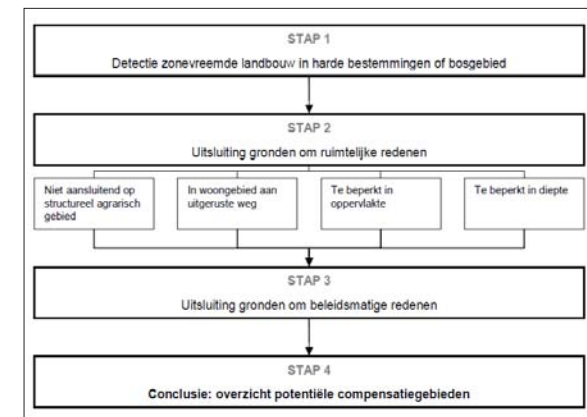 STAP 1
Detectie zonevreemde landbouw in harde bestemmingen of bosgebied
STAP 2
Uitsluiting gronden om ruimtelijke redenen
Niet aansluitend op
structureel agrarisch
gebied
In woongebied aan
uitgeruste weg
Te beperkt in
oppervlakte
Te beperkt in diepte
STAP 3
Uitsluiting gronden om beleidsmatige redenen
STAP 4
Conclusie: overzicht potentiële compensatiegebieden